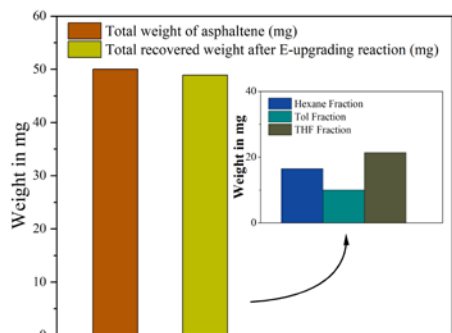 60
50
40
30
20
10
0
Weight in mg
Total weight of asphaltene (mg)
Total recovered weight after E-upgrading reaction (mg)
40
20
0
Weight in mg
Hexane Fraction
Tol Fraction
THF Fraction